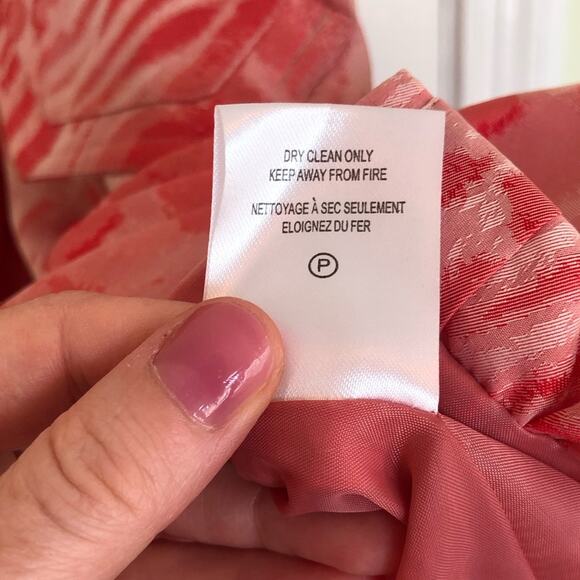 DRY CLEAN ONLY
KEEP AWAY FROM FIRE
NETTOYAGE À SEC SEULEMENT
ELOIGNEZ DU FER
P